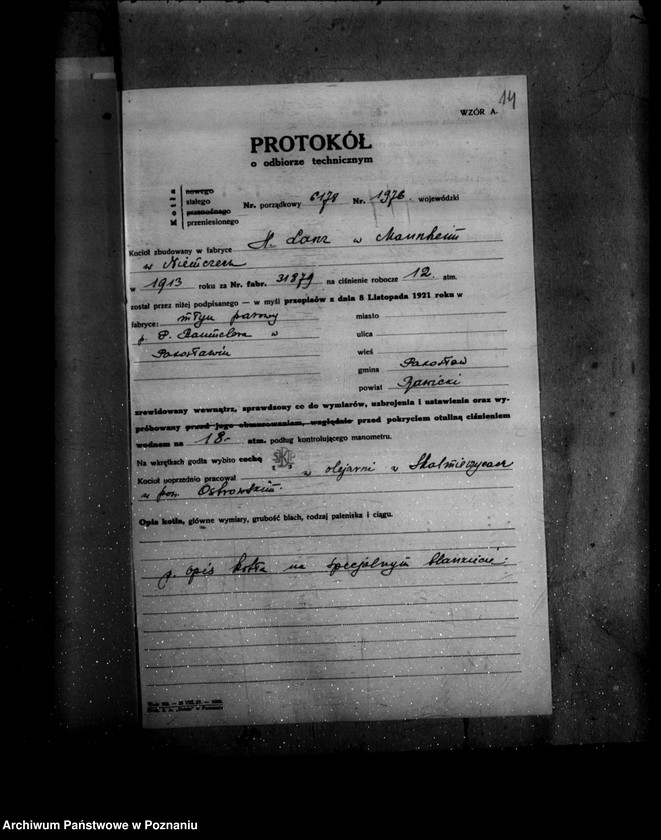 14
WZÓR A.
PROTOKÓŁ
o odbiorze technicznym
Kotła
nowego
stałego
przenośnego
przeniesionego
Nr. porządkowy 6178 Nr. 1976 wojewódzki
Kocioł zbudowany w fabryce H. Lanz w Mannheim
w Niemczech
w 1913 roku za Nr. fabr. 31879 na ciśnienie robocze 12. atm.
został przez niżej podpisanego — w myśl przepisów z dnia 8 Listopada 1921 roku w
fabryce: młyn parowy
p. P. w
Pakosławiu
miasto
ulica
wieś
gmina Pakosław
powiat Rawicki
zrewidowany wewnątrz, sprawdzony co do wymiarów, uzbrojenia i ustawienia oraz wy-
próbowany przed jego obmurowaniem, względnie przed pokryciem otuliną ciśnieniem
wodnem na 18.- atm. podług kontrolującego manometru.
Na wkrętkach godła wybito cechę
Kocioł uoprzednio pracował w olejarni w Skalmierzycach
w pow. Ostrowskim.
Opis kotła, główne wymiary, grubość blach, rodzaj paleniska i ciągu.
p. opis kotła na specjalnym blankiecie.
Archiwum Państwowe w Poznaniu